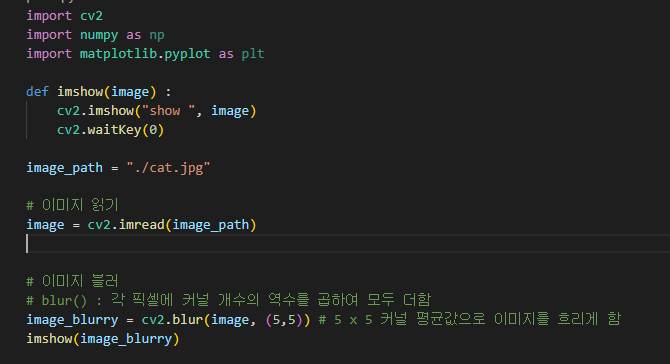 import cv2
import numpy as np
import matplotlib.pyplot as plt
def imshow(image) :
    cv2.imshow("show ", image)
    cv2.waitKey(0)
image_path = "./cat.jpg"
# 이미지 읽기
image = cv2.imread(image_path)
# 이미지 블러
# blur() : 각 픽셀에 커널 개수의 역수를 곱하여 모두 더함
image_blurry = cv2.blur(image, (5,5)) # 5 x 5 커널 평균값으로 이미지를 흐리게 함
imshow(image_blurry)